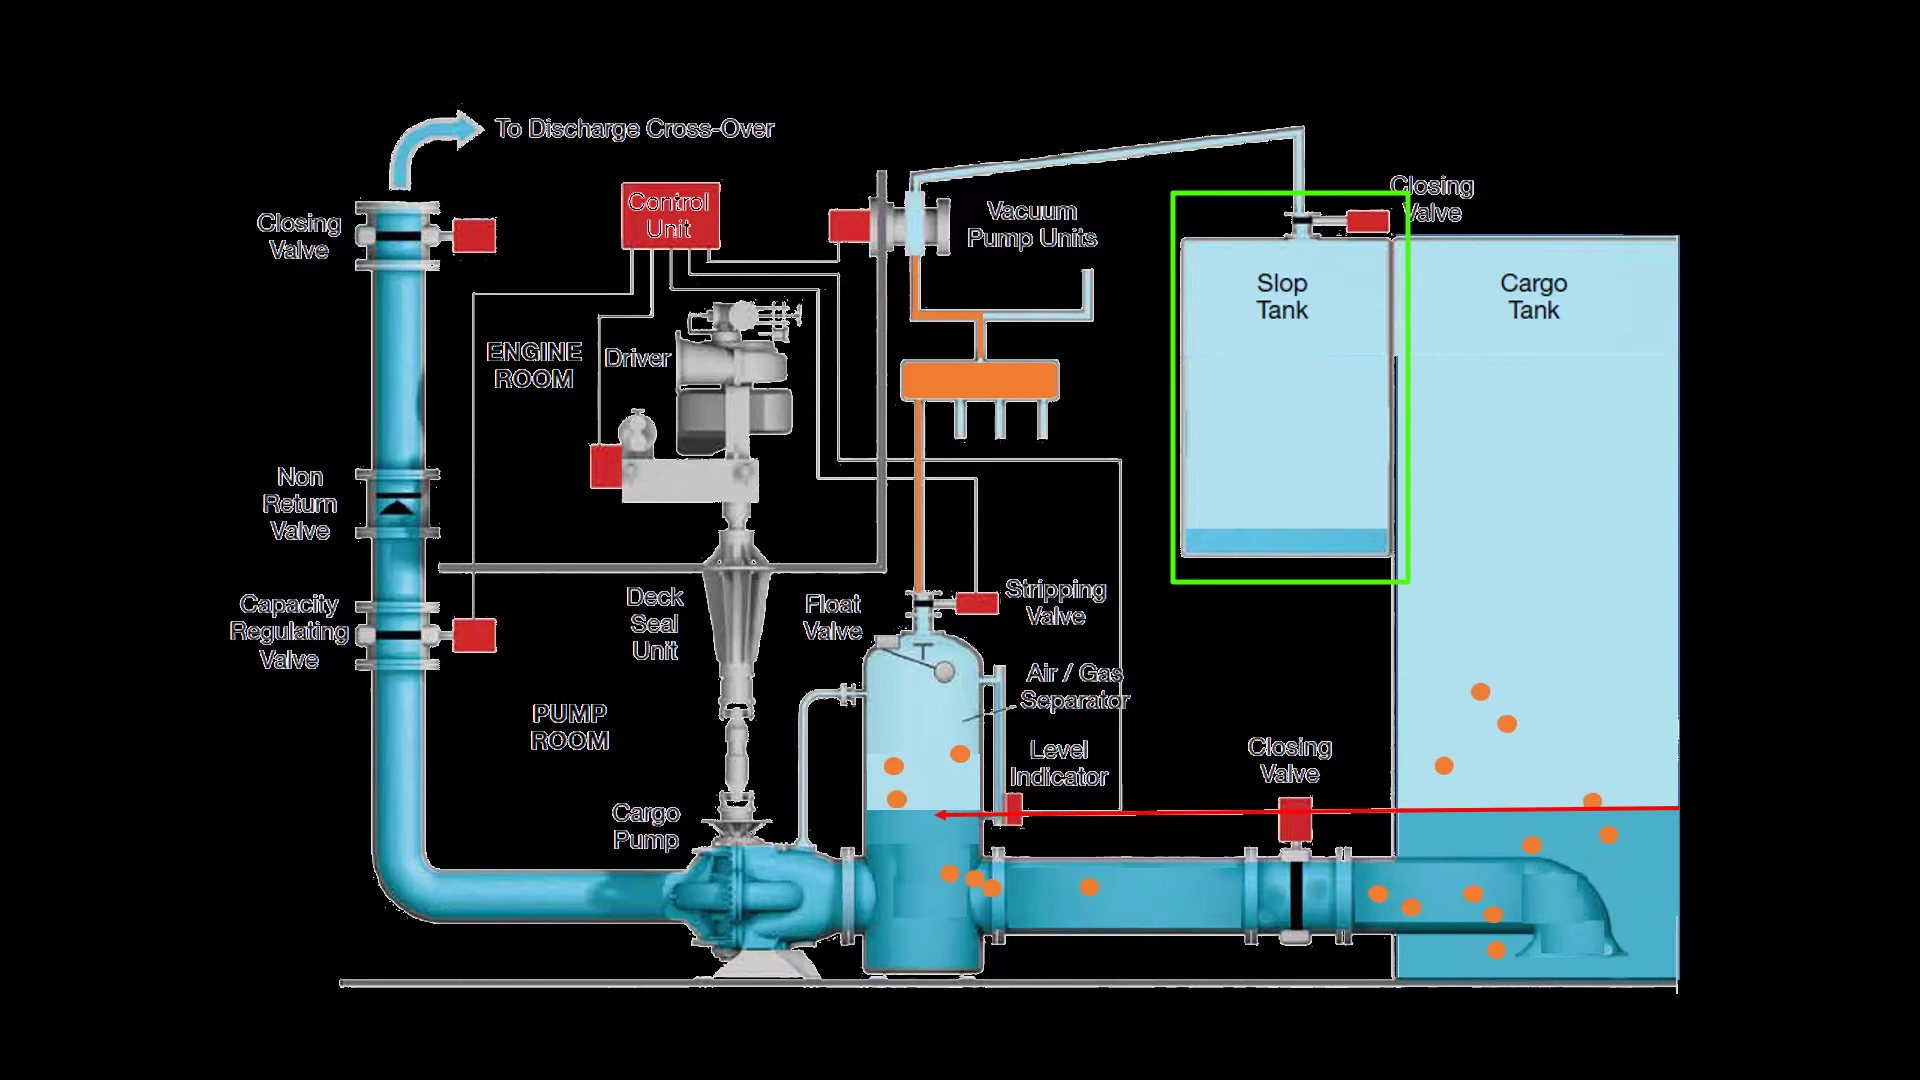 To Discharge Cross-Over
Closing
Valve
Control
Unit
Vacuum
Pump Units
Closing
Valve
Slop
Tank
Cargo
Tank
ENGINE
ROOM
Driver
Non
Return
Valve
Capacity
Regulating
Valve
Deck
Seal
Unit
Float
Valve
Stripping
Valve
Air / Gas
Separator
PUMP
ROOM
Level
Indicator
Closing
Valve
Cargo
Pump